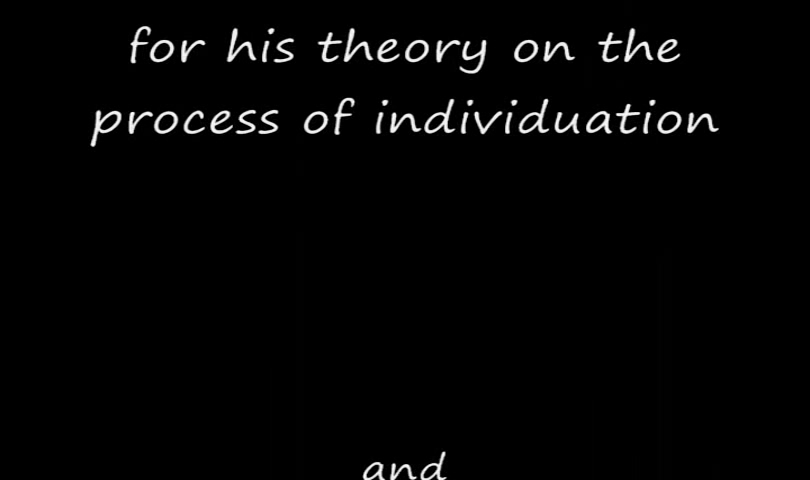 for his theory on the
process of individuation
and